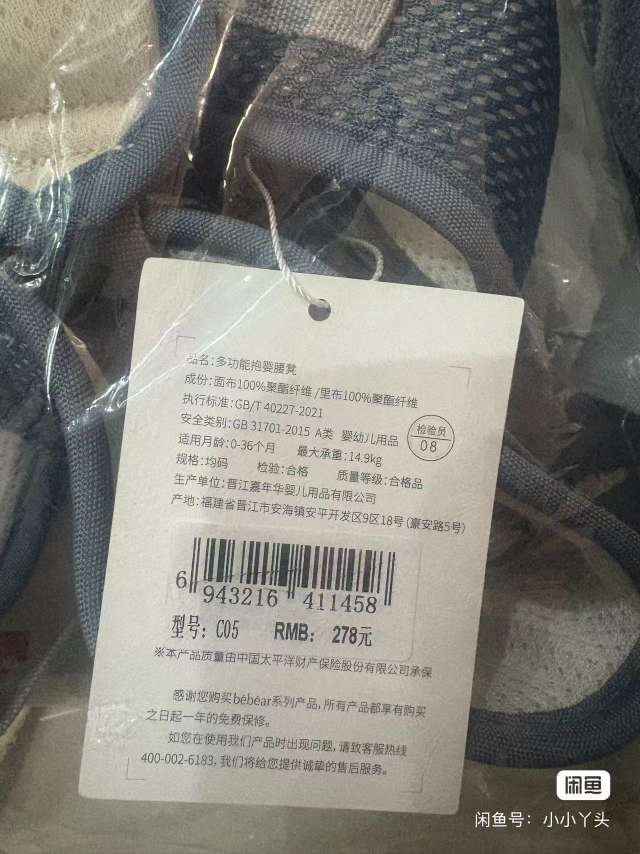 品名:多功能抱婴腰凳
成份:面布100%聚酯纤维/里布100%聚酯纤维
执行标准:GB/T 40227-2021
安全类别:GB 31701-2015 A类 婴幼儿用品
检验员
08
适用月龄:0-36个月 最大承重:14.9kg
规格:均码 检验:合格 质量等级:合格品
生产单位:晋江嘉年华婴儿用品有限公司
产地:福建省晋江市安海镇安平开发区9区18号(豪安路5号)
6 943216 411458
型号: C05 RMB: 278元
※本产品质量由中国太平洋财产保险股份有限公司承保
感谢您购买bēbéar系列产品,所有产品都享有购买
之日起一年的免费保修。
如您在使用我们产品时出现问题,请致客服热线
400-002-6183,我们将给您提供诚挚的售后服务。
闲鱼
闲鱼号:小小丫头